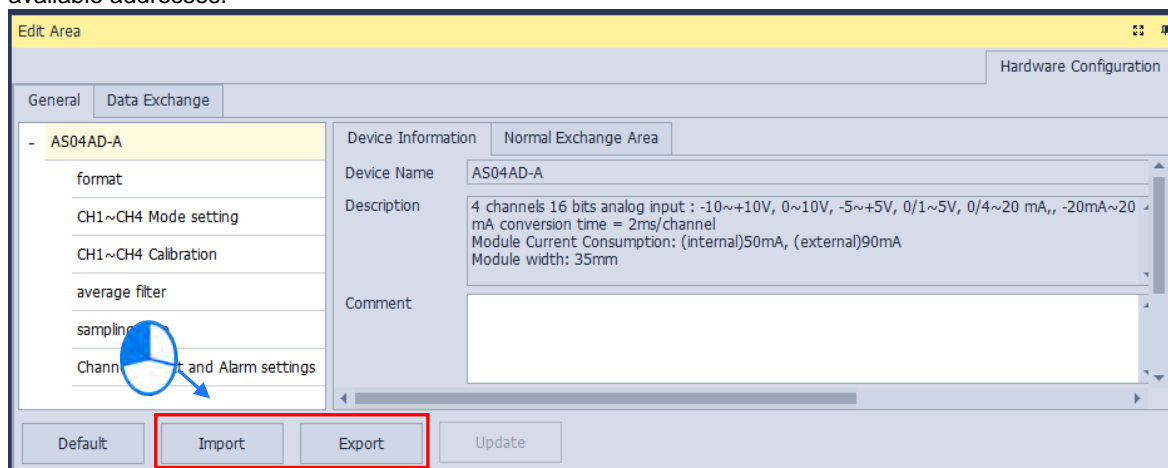 available addresses.
Edit Area
Hardware Configuration
General Data Exchange
- AS04AD-A
format
CH1~CH4 Mode setting
CH1~CH4 Calibration
average filter
sampling
Channel and Alarm settings
Device Information Normal Exchange Area
Device Name AS04AD-A
Description 4 channels 16 bits analog input : -10~+10V, 0~10V, -5~+5V, 0/1~5V, 0/4~20 mA,, -20mA~20
mA conversion time = 2ms/channel
Module Current Consumption: (internal)50mA, (external)90mA
Module width: 35mm
Comment
Default Import Export Update